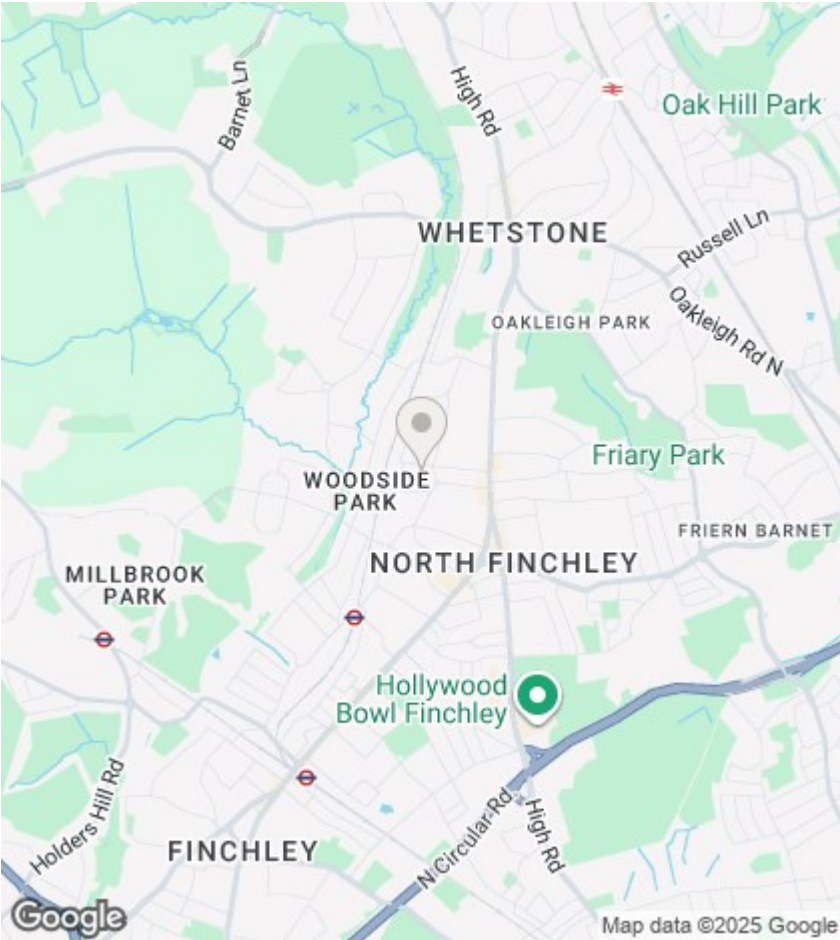 Barnet Ln
High Rd
Oak Hill Park
WHETSTONE
Russell Ln
OAKLEIGH PARK
Oakleigh Rd N
Friary Park
WOODSIDE
PARK
FRIERN BARNET
NORTH FINCHLEY
MILLBROOK
PARK
Hollywood
Bowl Finchley
Holders Hill Rd
N Circular Rd
High Rd
FINCHLEY
Google
Map data ©2025 Google